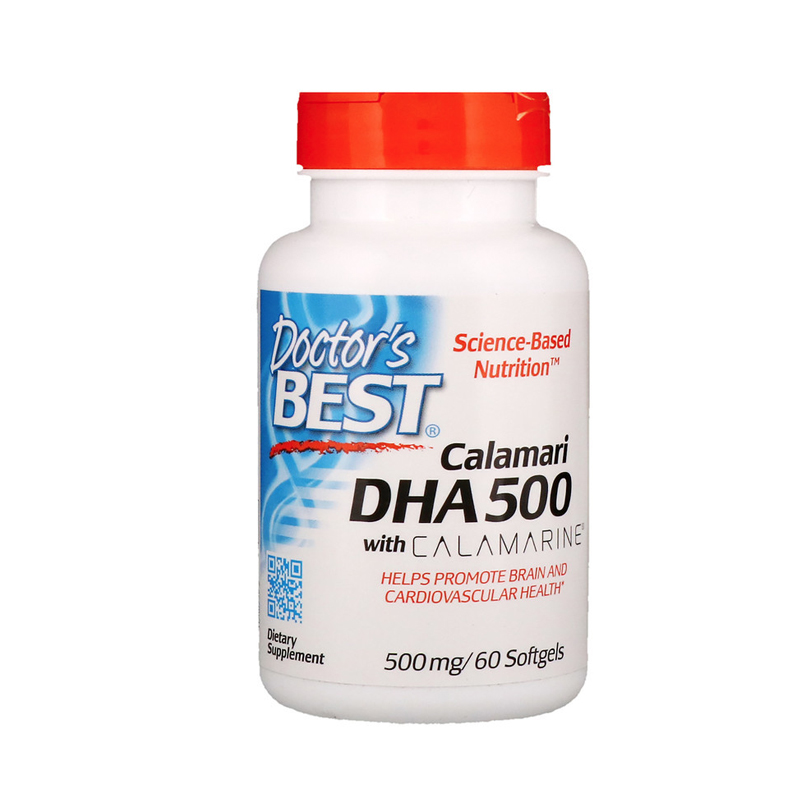 Doctor's
BEST®
Science-Based
Nutrition™
Calamari
DHA 500
with CALAMARINE®
HELPS PROMOTE BRAIN AND
CARDIOVASCULAR HEALTH*
Dietary
Supplement
500 mg/60 Softgels